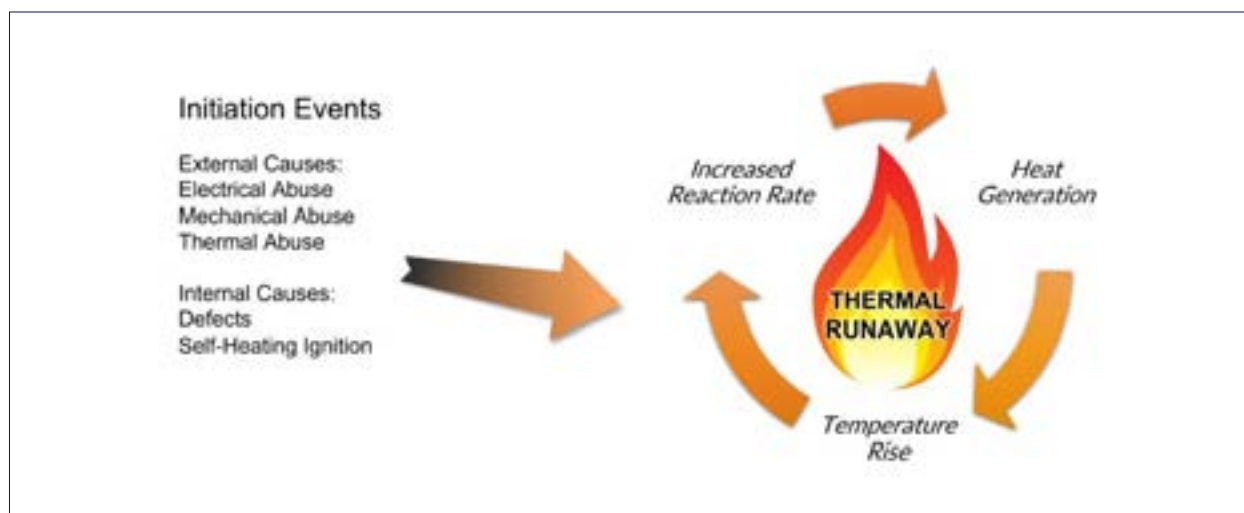 Initiation Events
External Causes:
Electrical Abuse
Mechanical Abuse
Thermal Abuse
Internal Causes:
Defects
Self-Heating Ignition
Increased
Reaction Rate
Heat
Generation
THERMAL
RUNAWAY
Temperature
Rise